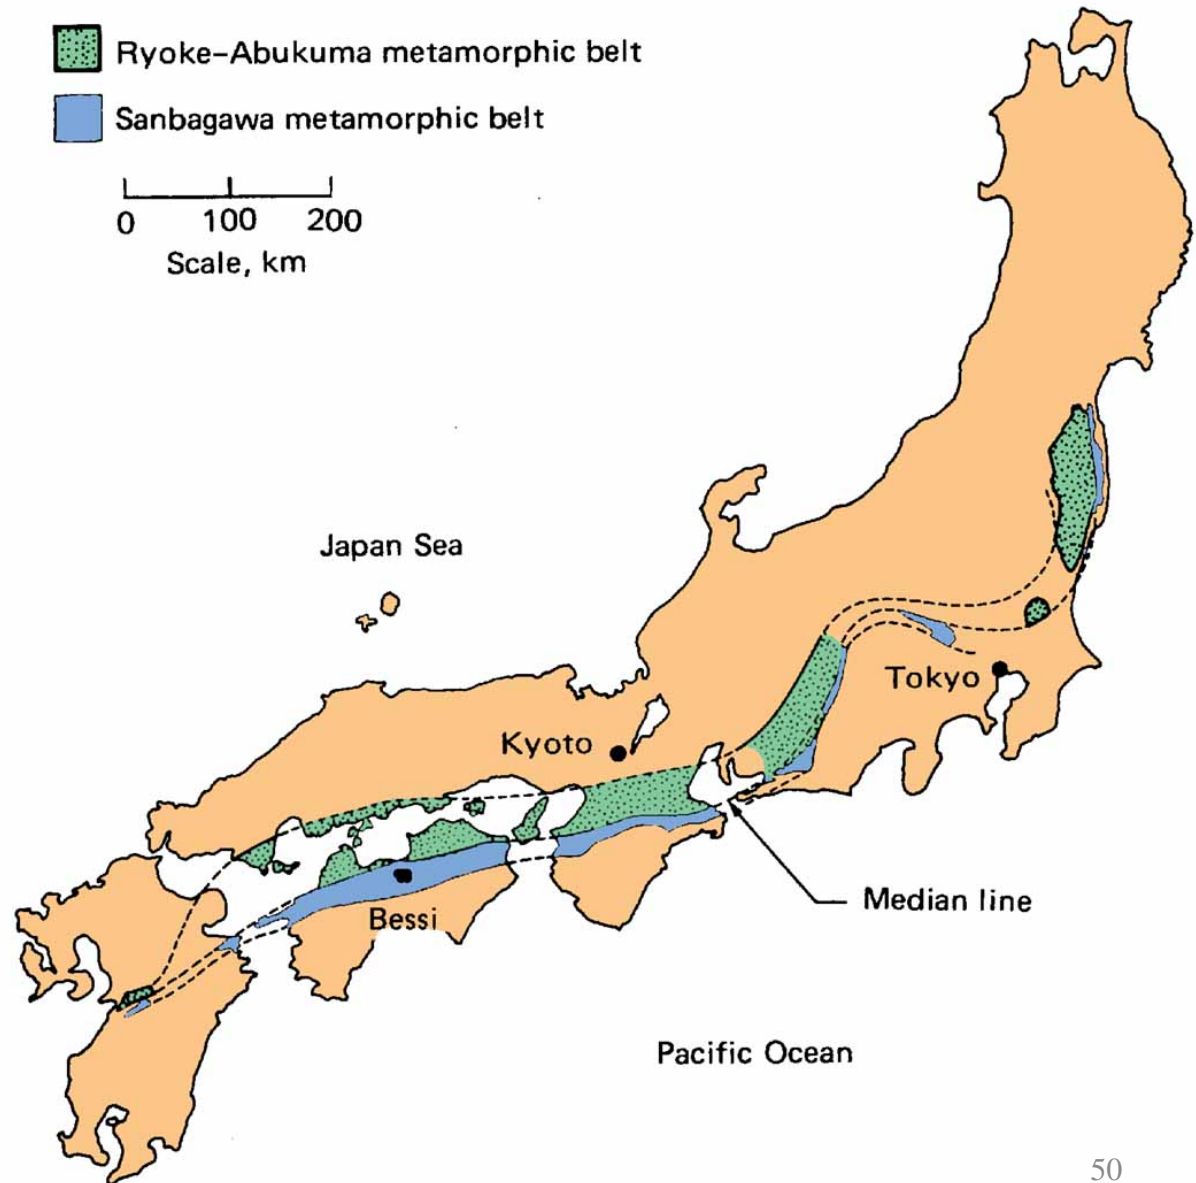 Ryoke-Abukuma metamorphic belt
Sanbagawa metamorphic belt
0 100 200
Scale, km
Japan Sea
Tokyo
Kyoto
Median line
Bessi
Pacific Ocean
50